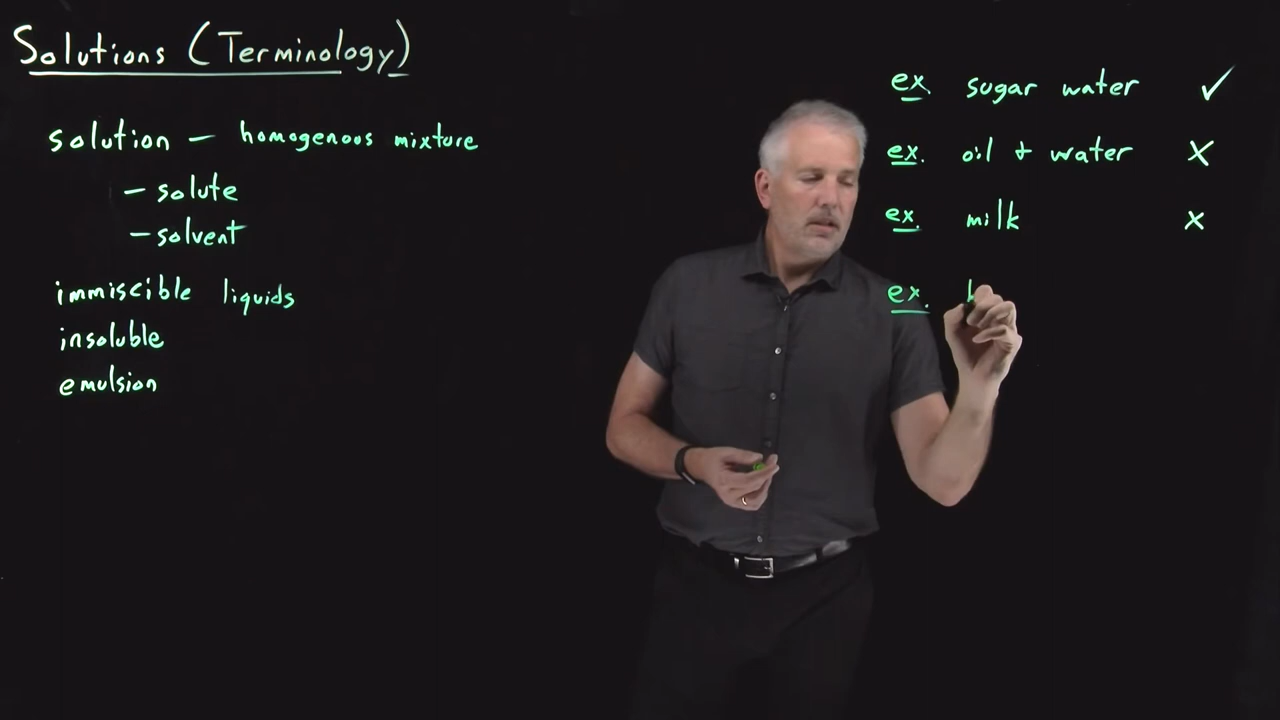 Solutions (Terminology)
solution — homogenous mixture
– solute
– solvent
immiscible liquids
insoluble
emulsion
ex. sugar water ✓
ex. oil + water X
ex. milk X
ex.